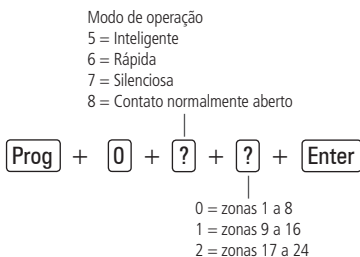 Modo de operação
5 = Inteligente
6 = Rápida
7 = Silenciosa
8 = Contato normalmente aberto
Prog + 0 + ? + ? + Enter
0 = zonas 1 a 8
1 = zonas 9 a 16
2 = zonas 17 a 24